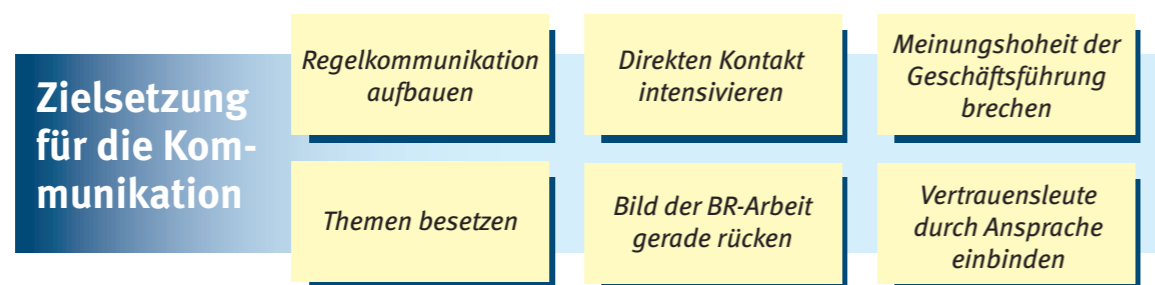 Zielsetzung
für die Kom-
munikation
Regelkommunikation
aufbauen
Direkten Kontakt
intensivieren
Meinungshoheit der
Geschäftsführung
brechen
Themen besetzen
Bild der BR-Arbeit
gerade rücken
Vertrauensleute
durch Ansprache
einbinden